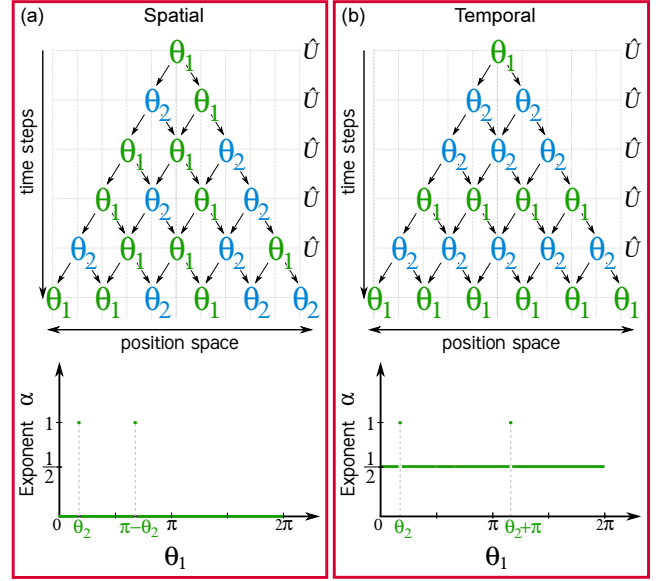 (a) Spatial
θ1 Û
θ2 θ1 Û
θ1 θ1 θ2 Û
θ1 θ2 θ1 θ2 Û
θ2 θ1 θ1 θ2 θ1 Û
θ1 θ1 θ2 θ1 θ2 θ2
time steps
position space
Exponent α
1
1/2
0 θ2 π−θ2 π 2π
θ1
(b) Temporal
θ1 Û
θ2 θ2 Û
θ2 θ2 θ2 Û
θ1 θ1 θ1 θ1 Û
θ2 θ2 θ2 θ2 θ2 Û
θ1 θ1 θ1 θ1 θ1 θ1
time steps
position space
Exponent α
1
1/2
0 θ2 π θ2+π 2π
θ1